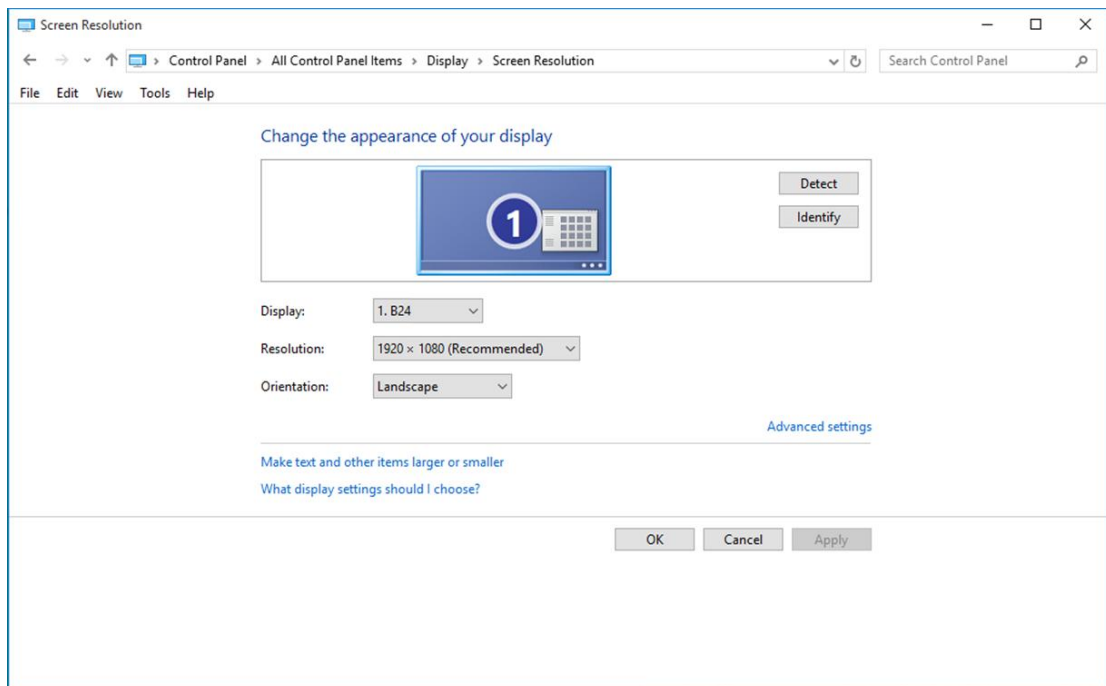 Screen Resolution
Control Panel > All Control Panel Items > Display > Screen Resolution
Search Control Panel
File Edit View Tools Help
Change the appearance of your display
1
Detect
Identify
Display: 1. B24
Resolution: 1920 × 1080 (Recommended)
Orientation: Landscape
Advanced settings
Make text and other items larger or smaller
What display settings should I choose?
OK Cancel Apply